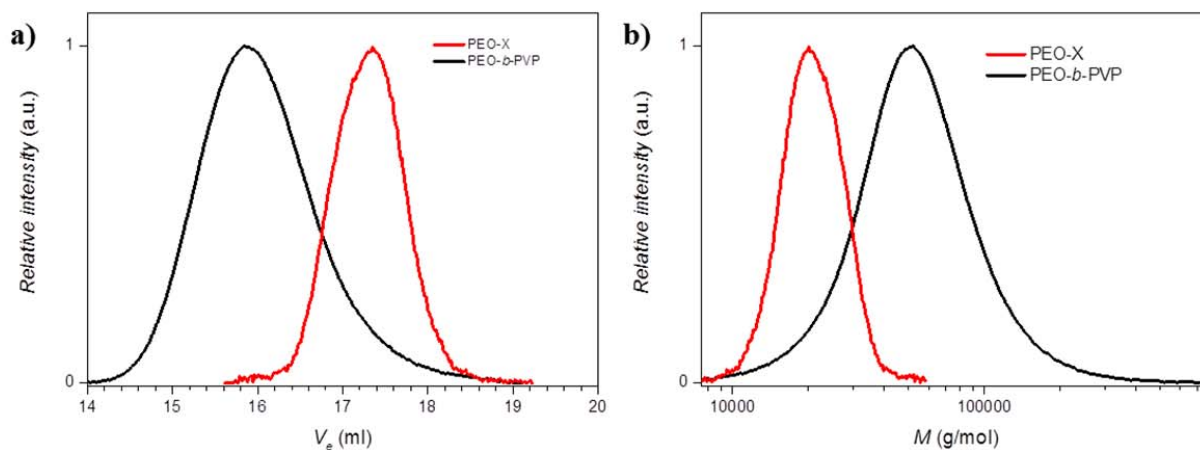 a)
Relative intensity (a.u.)
1
0
PEO-X
PEO-b-PVP
14 15 16 17 18 19 20
Ve (ml)
b)
Relative intensity (a.u.)
1
0
PEO-X
PEO-b-PVP
10000 100000
M (g/mol)